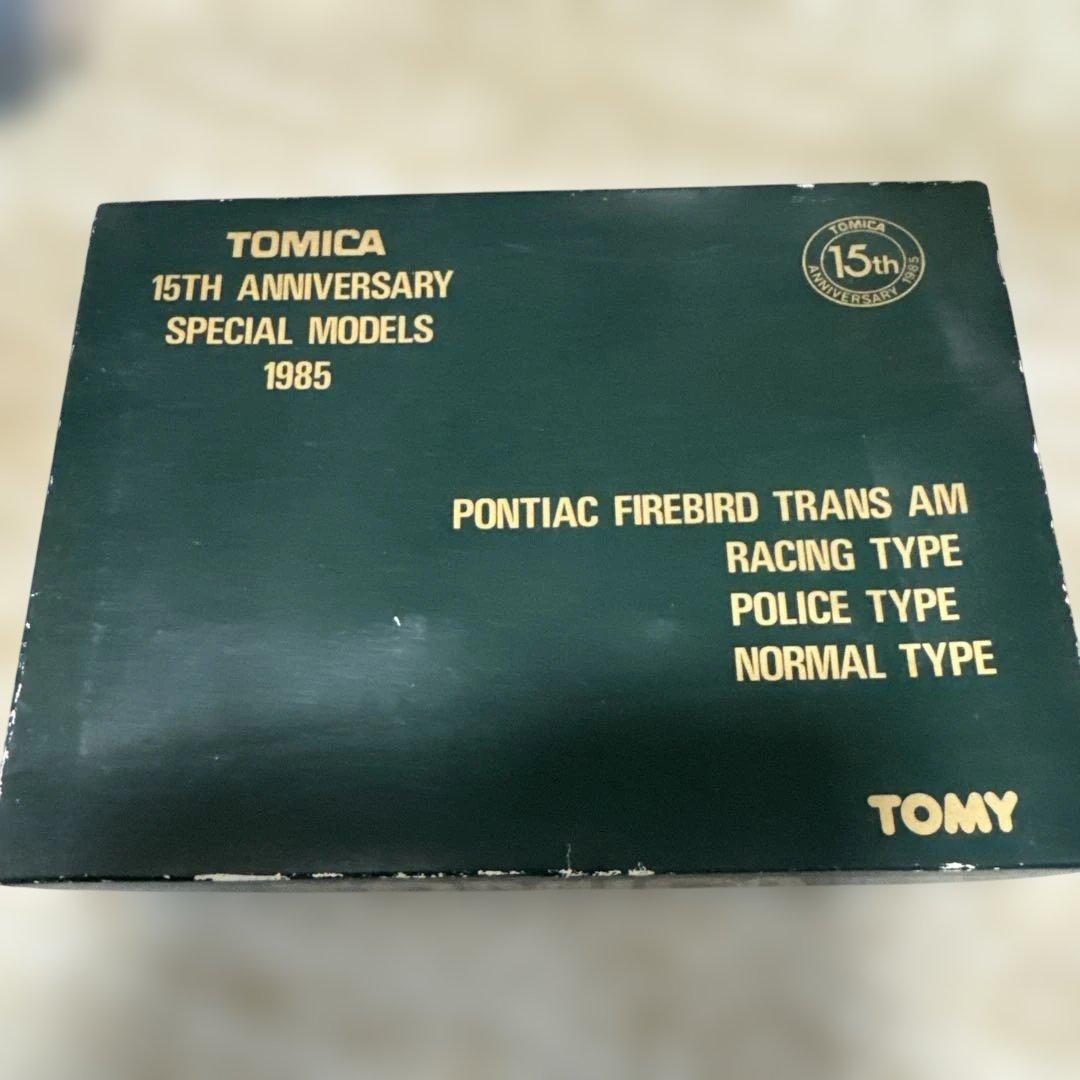 TOMICA
15TH ANNIVERSARY
SPECIAL MODELS
1985
TOMICA
15th
ANNIVERSARY 1985
PONTIAC FIREBIRD TRANS AM
RACING TYPE
POLICE TYPE
NORMAL TYPE
TOMY